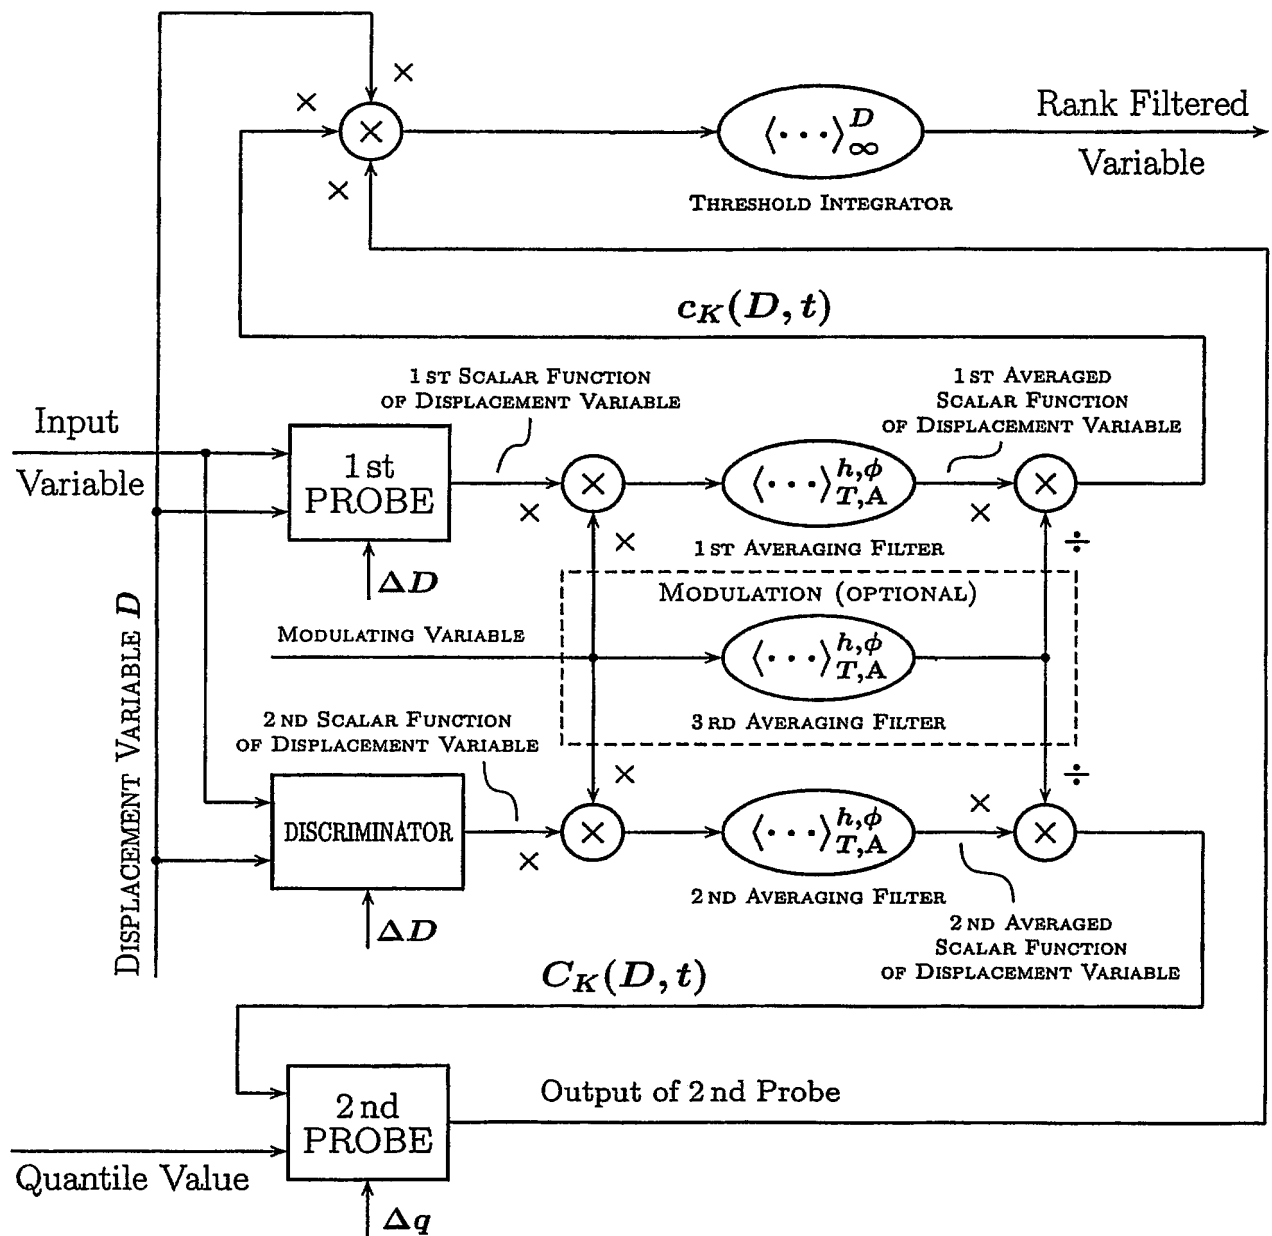 ×
×
×
×
⟨···⟩ D ∞
Rank Filtered
Variable
THRESHOLD INTEGRATOR
c_K(D, t)
1ST SCALAR FUNCTION
OF DISPLACEMENT VARIABLE
1ST AVERAGED
SCALAR FUNCTION
OF DISPLACEMENT VARIABLE
Input
Variable
1st
PROBE
×
×
×
⟨···⟩ h,ϕ T,A
×
×
÷
1ST AVERAGING FILTER
ΔD
MODULATION (OPTIONAL)
MODULATING VARIABLE
⟨···⟩ h,ϕ T,A
3RD AVERAGING FILTER
DISPLACEMENT VARIABLE D
2ND SCALAR FUNCTION
OF DISPLACEMENT VARIABLE
DISCRIMINATOR
×
×
×
⟨···⟩ h,ϕ T,A
×
×
÷
2ND AVERAGING FILTER
ΔD
2ND AVERAGED
SCALAR FUNCTION
OF DISPLACEMENT VARIABLE
C_K(D, t)
2nd
PROBE
Output of 2nd Probe
Quantile Value
Δq